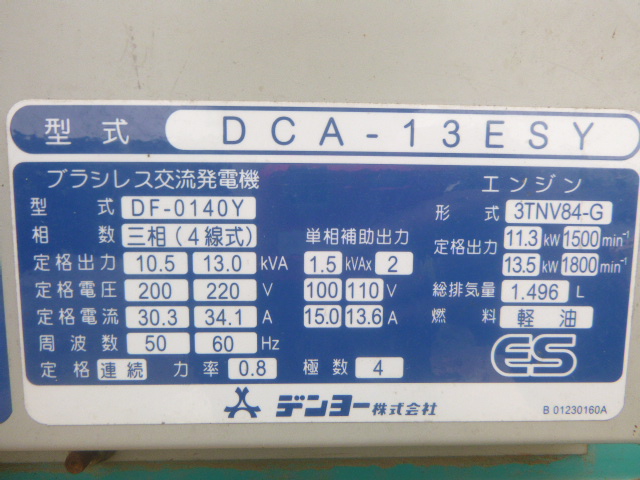 型式 DCA-13ESY
ブラシレス交流発電機
型式 DF-0140Y
相数 三相(4線式) 単相補助出力
定格出力 10.5 13.0 kVA 1.5 kVAx 2
定格電圧 200 220 V 100 110 V
定格電流 30.3 34.1 A 15.0 13.6 A
周波数 50 60 Hz
定格 連続 力率 0.8 極数 4
エンジン
形式 3TNV84-G
定格出力 11.3 kW 1500 min⁻¹
13.5 kW 1800 min⁻¹
総排気量 1.496 L
燃料 軽油
ES
デンヨー株式会社
B 01230160A